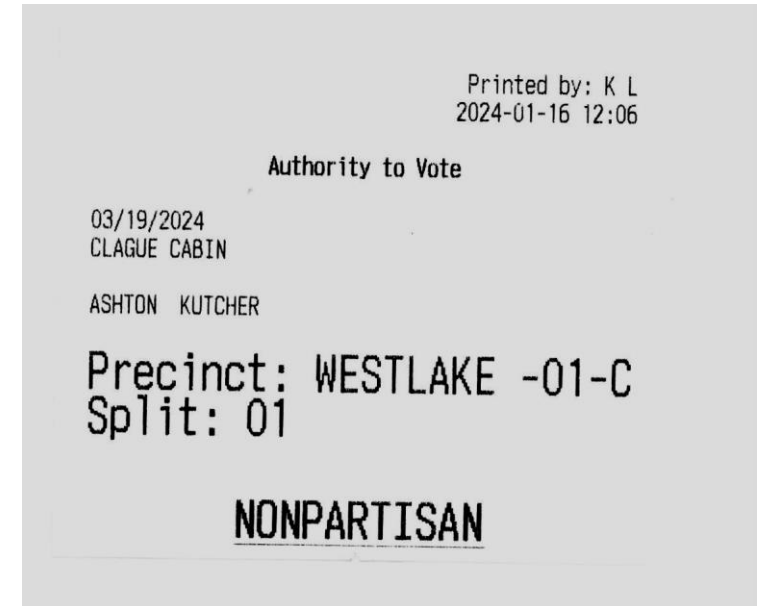 Printed by: K L
2024-01-16 12:06
Authority to Vote
03/19/2024
CLAGUE CABIN
ASHTON KUTCHER
Precinct: WESTLAKE -01-C
Split: 01
NONPARTISAN